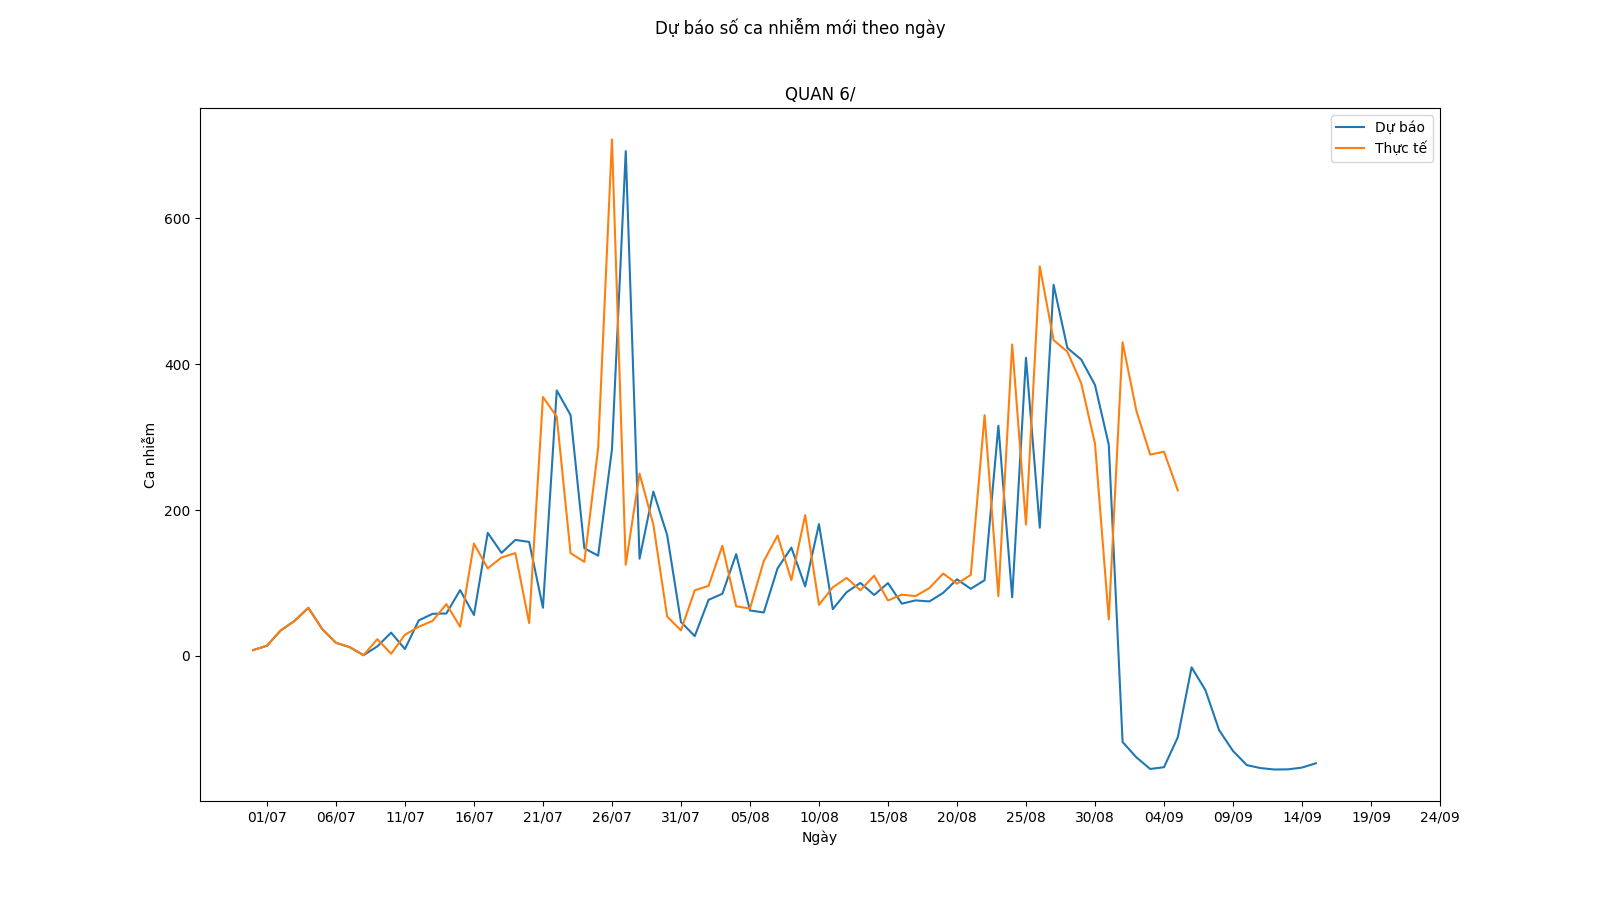 Dự báo số ca nhiễm mới theo ngày
QUAN 6/
Dự báo
Thực tế
600
400
200
0
Ca nhiễm
01/07 06/07 11/07 16/07 21/07 26/07 31/07 05/08 10/08 15/08 20/08 25/08 30/08 04/09 09/09 14/09 19/09 24/09
Ngày